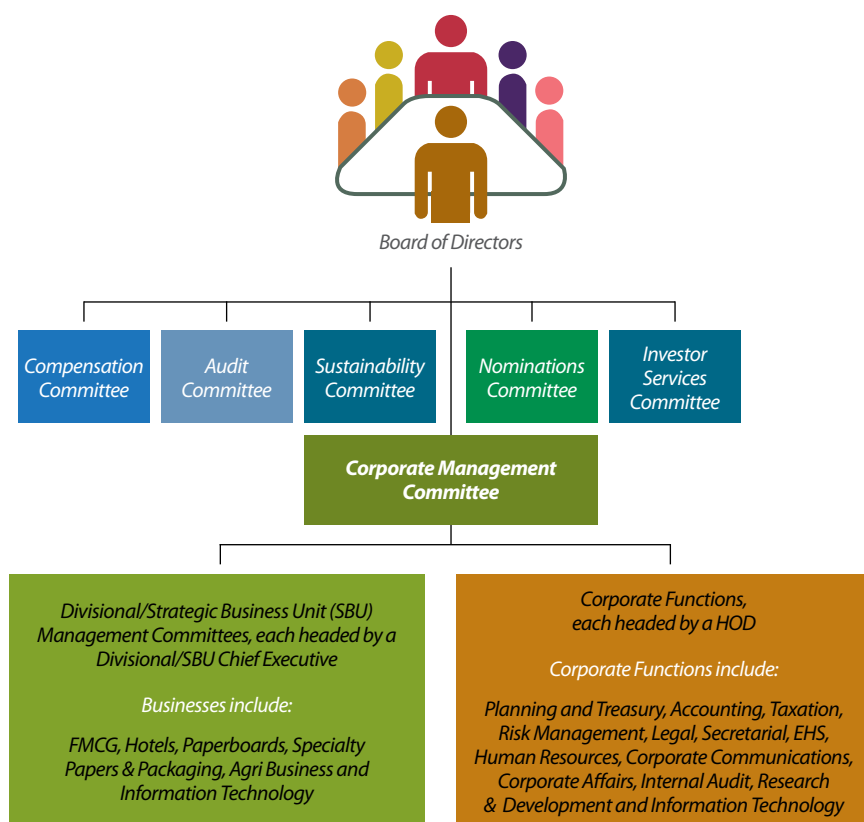 Board of Directors
Compensation
Committee
Audit
Committee
Sustainability
Committee
Nominations
Committee
Investor
Services
Committee
Corporate Management
Committee
Divisional/Strategic Business Unit (SBU)
Management Committees, each headed by a
Divisional/SBU Chief Executive
Businesses include:
FMCG, Hotels, Paperboards, Specialty
Papers & Packaging, Agri Business and
Information Technology
Corporate Functions,
each headed by a HOD
Corporate Functions include:
Planning and Treasury, Accounting, Taxation,
Risk Management, Legal, Secretarial, EHS,
Human Resources, Corporate Communications,
Corporate Affairs, Internal Audit, Research
& Development and Information Technology